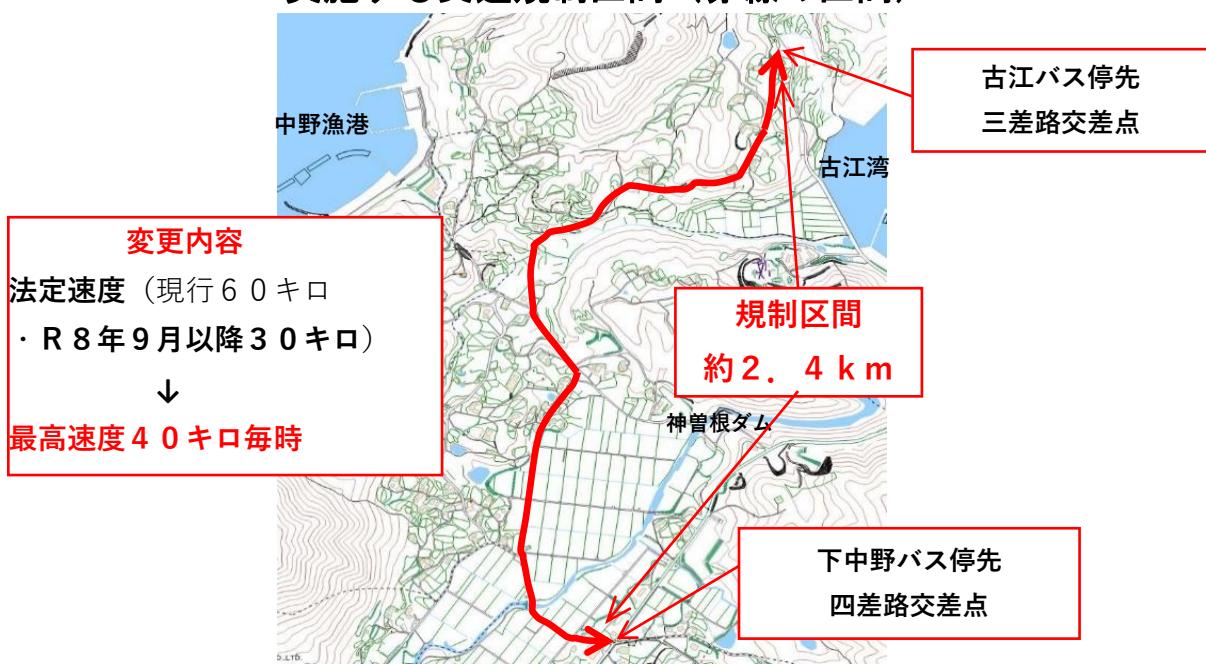 実施する交通規制区間（赤線の区間）
古江バス停先
三差路交差点
中野漁港
古江湾
変更内容
法定速度（現行６０キロ
・Ｒ８年９月以降３０キロ）
↓
最高速度４０キロ毎時
規制区間
約２．４ｋｍ
神曽根ダム
下中野バス停先
四差路交差点
O.,LTD.